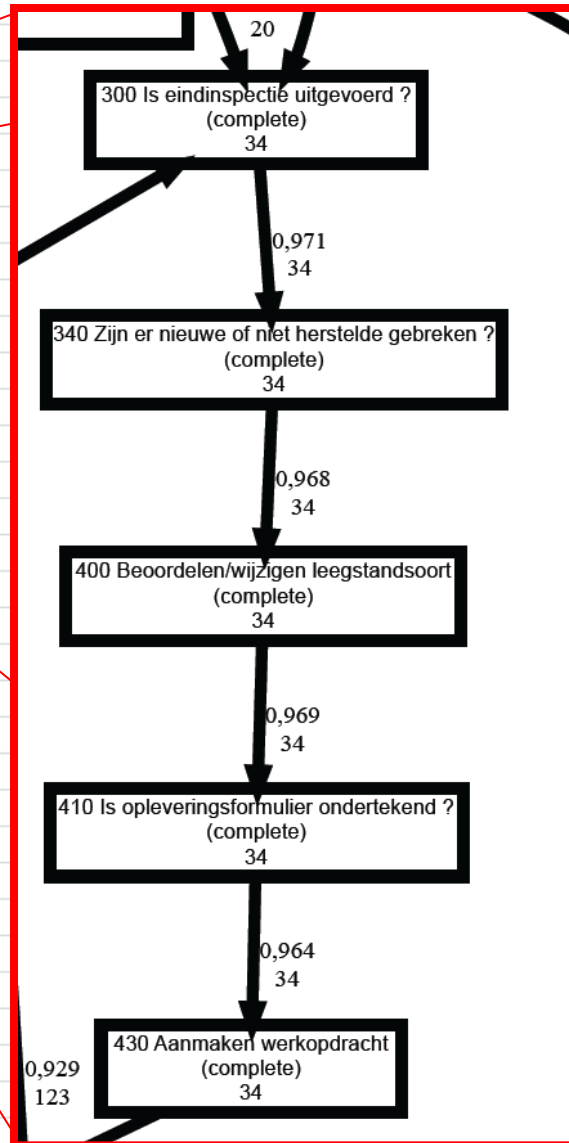 20
300 Is eindinspectie uitgevoerd ?
(complete)
34
0,971
34
340 Zijn er nieuwe of niet herstelde gebreken ?
(complete)
34
0,968
34
400 Beoordelen/wijzigen leegstandsoort
(complete)
34
0,969
34
410 Is opleveringsformulier ondertekend ?
(complete)
34
0,964
34
430 Aanmaken werkopdracht
(complete)
34
0,929
123